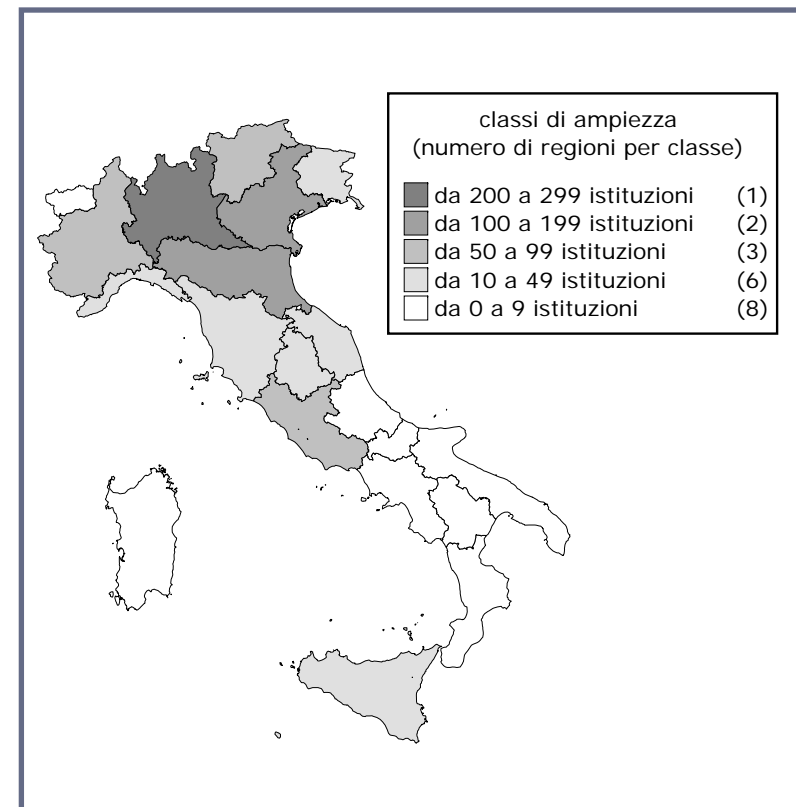 classi di ampiezza
(numero di regioni per classe)
da 200 a 299 istituzioni (1)
da 100 a 199 istituzioni (2)
da 50 a 99 istituzioni (3)
da 10 a 49 istituzioni (6)
da 0 a 9 istituzioni (8)